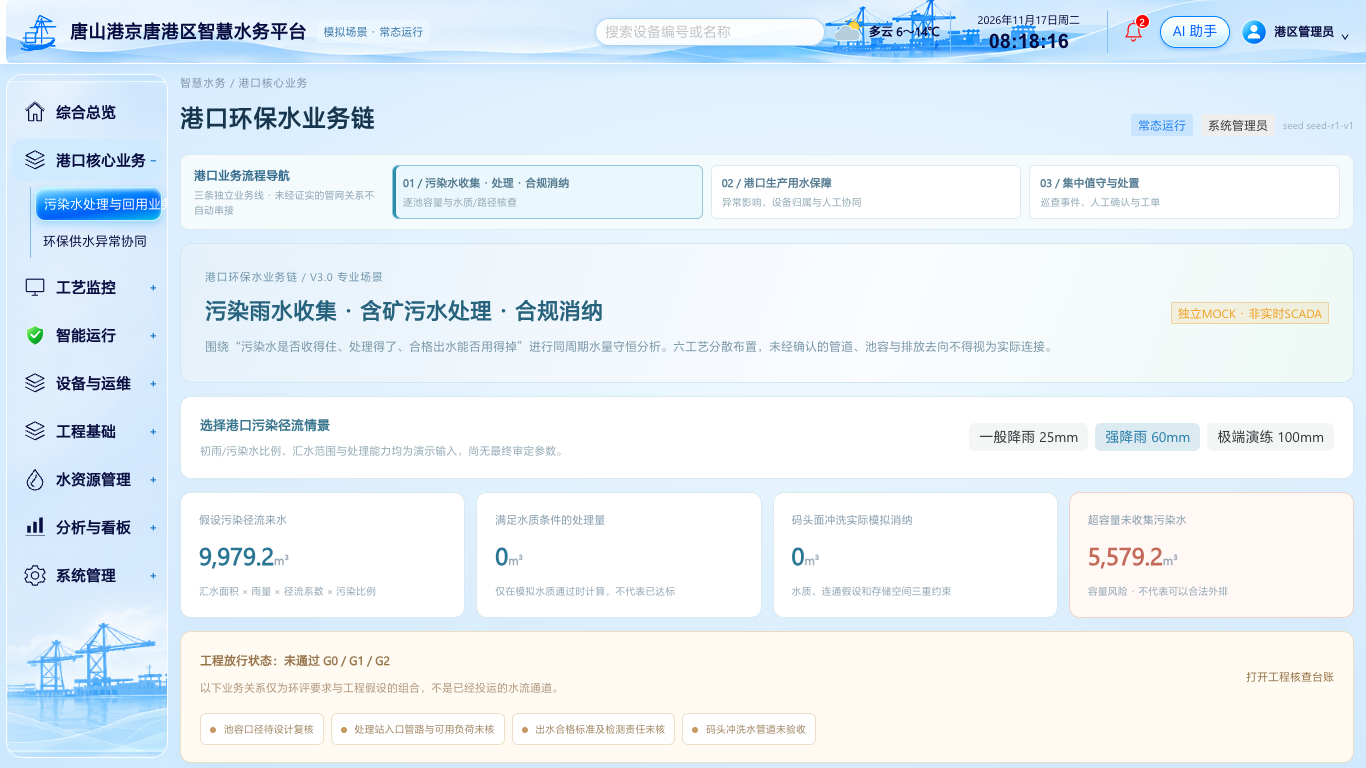 唐山港京唐港区智慧水务平台
模拟场景 · 常态运行
搜索设备编号或名称
多云 6～14℃
2026年11月17日周二
08:18:16
2
AI 助手
港区管理员
综合总览
港口核心业务
污染水处理与回用业
环保供水异常协同
工艺监控
智能运行
设备与运维
工程基础
水资源管理
分析与看板
系统管理
智慧水务 / 港口核心业务
港口环保水业务链
常态运行
系统管理员
seed seed-r1-v1
港口业务流程导航
三条独立业务线 · 未经证实的管网关系不
自动串接
01 / 污染水收集 · 处理 · 合规消纳
逐池容量与水质/路径核查
02 / 港口生产用水保障
异常影响、设备归属与人工协同
03 / 集中值守与处置
巡查事件、人工确认与工单
港口环保水业务链 / V3.0 专业场景
污染雨水收集 · 含矿污水处理 · 合规消纳
围绕“污染水是否收得住、处理得了、合格出水能否用得掉”进行同周期水量守恒分析。六工艺分散布置，未经确认的管道、池容与排放去向不得视为实际连接。
独立MOCK · 非实时SCADA
选择港口污染径流情景
初雨/污染水比例、汇水范围与处理能力均为演示输入，尚无最终审定参数。
一般降雨 25mm
强降雨 60mm
极端演练 100mm
假设污染径流来水
9,979.2m³
汇水面积 × 雨量 × 径流系数 × 污染比例
满足水质条件的处理量
0m³
仅在模拟水质通过时计算，不代表已达标
码头面冲洗实际模拟消纳
0m³
水质、连通假设和存储空间三重约束
超容量未收集污染水
5,579.2m³
容量风险 · 不代表可以合法外排
工程放行状态：未通过 G0 / G1 / G2
以下业务关系仅为环评要求与工程假设的组合，不是已经投运的水流通道。
打开工程核查台账
池容口径待设计复核
处理站入口管路与可用负荷未核
出水合格标准及检测责任未核
码头冲洗水管道未验收